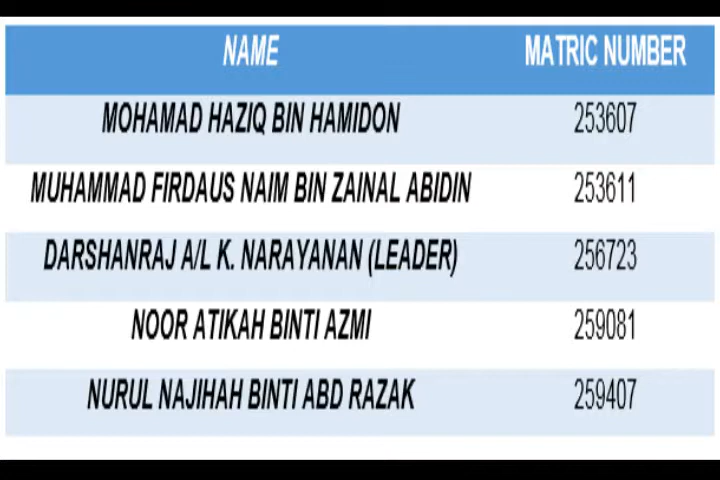 NAME MATRIC NUMBER
MOHAMAD HAZIQ BIN HAMIDON 253607
MUHAMMAD FIRDAUS NAIM BIN ZAINAL ABIDIN 253611
DARSHANRAJ A/L K. NARAYANAN (LEADER) 256723
NOOR ATIKAH BINTI AZMI 259081
NURUL NAJIHAH BINTI ABD RAZAK 259407